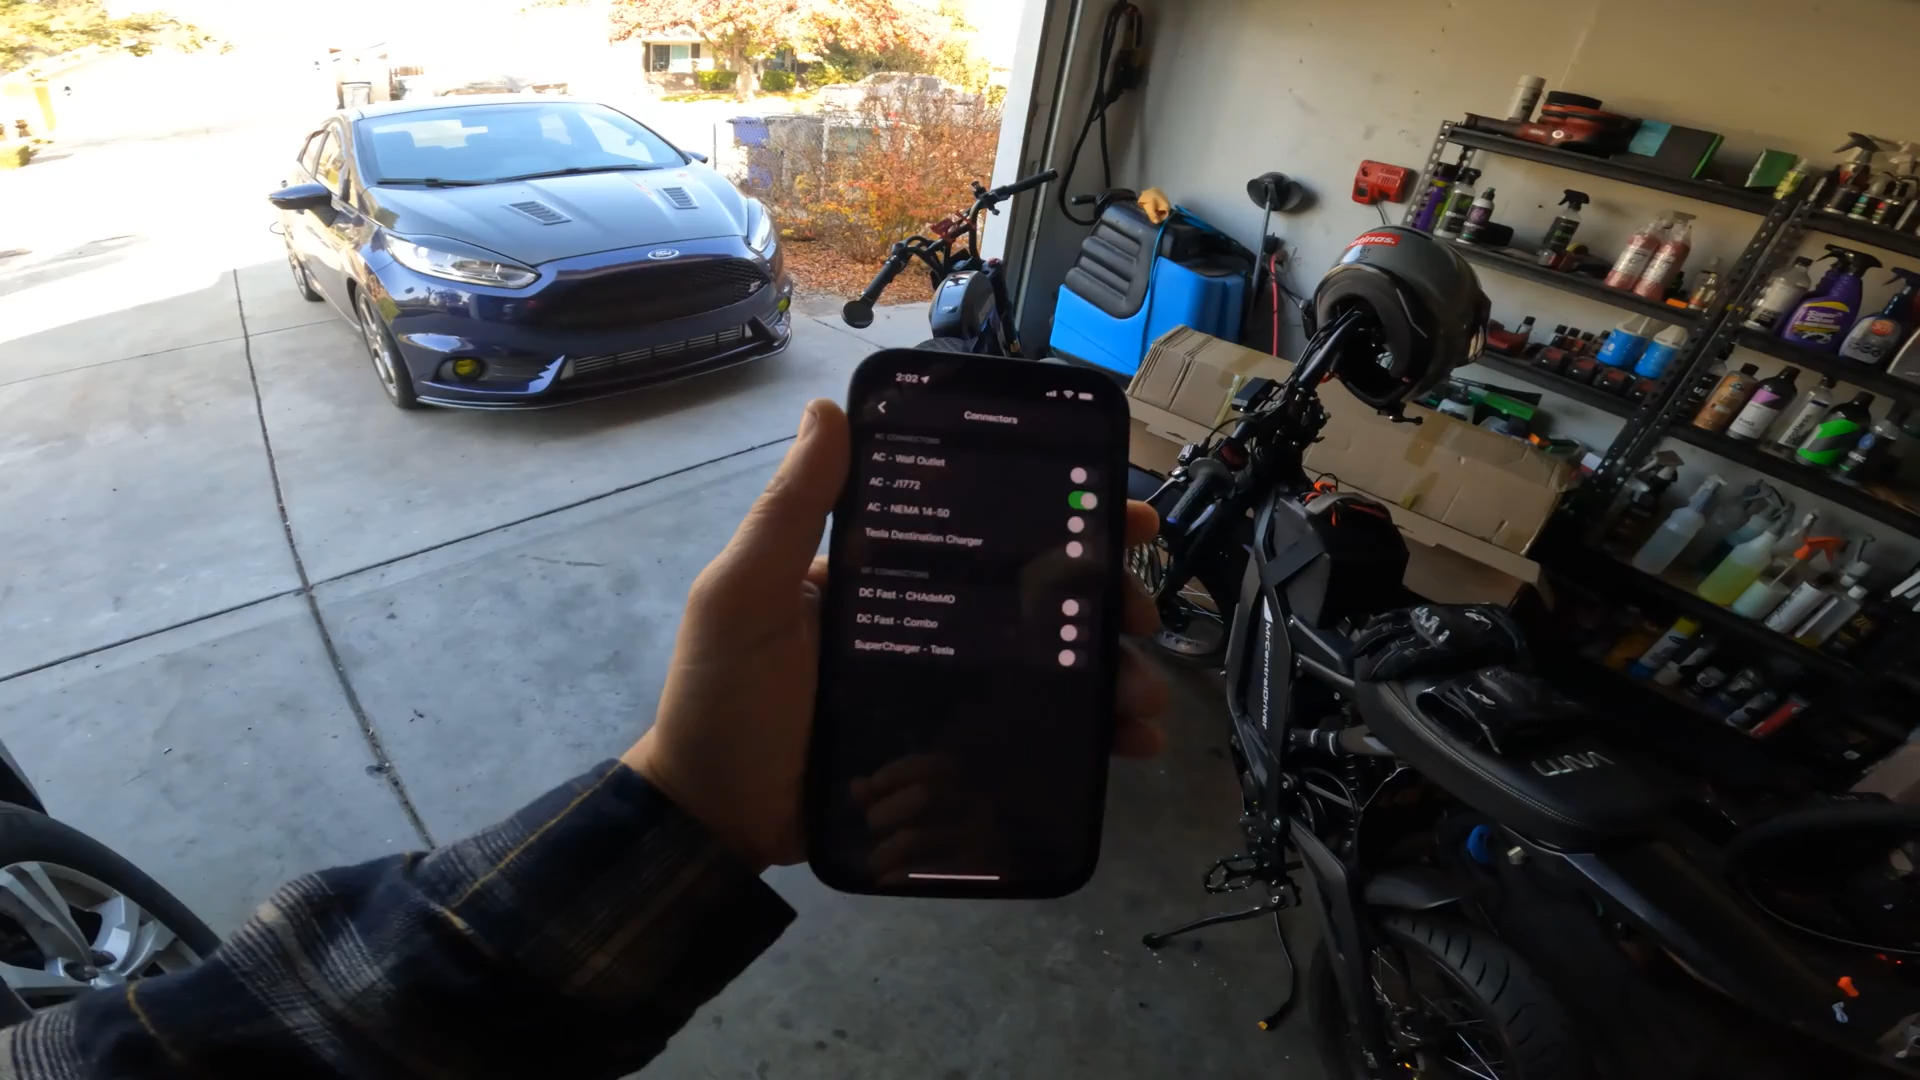 2:02
Connectors
AC CONNECTORS
AC - Wall Outlet
AC - J1772
AC - NEMA 14-50
Tesla Destination Charger
DC CONNECTORS
DC Fast - CHAdeMO
DC Fast - Combo
SuperCharger - Tesla
Ford
MrCentralDriver